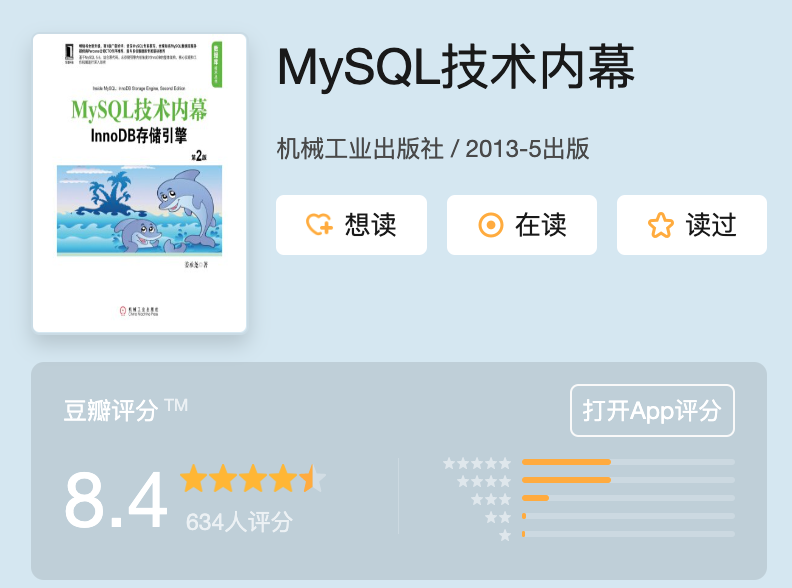 Inside MySQL: InnoDB Storage Engine, Second Edition
MySQL技术内幕
InnoDB存储引擎
第2版
机械工业出版社
China Machine Press
MySQL技术内幕
机械工业出版社 / 2013-5出版
想读
在读
读过
豆瓣评分 TM
打开App评分
8.4
634人评分